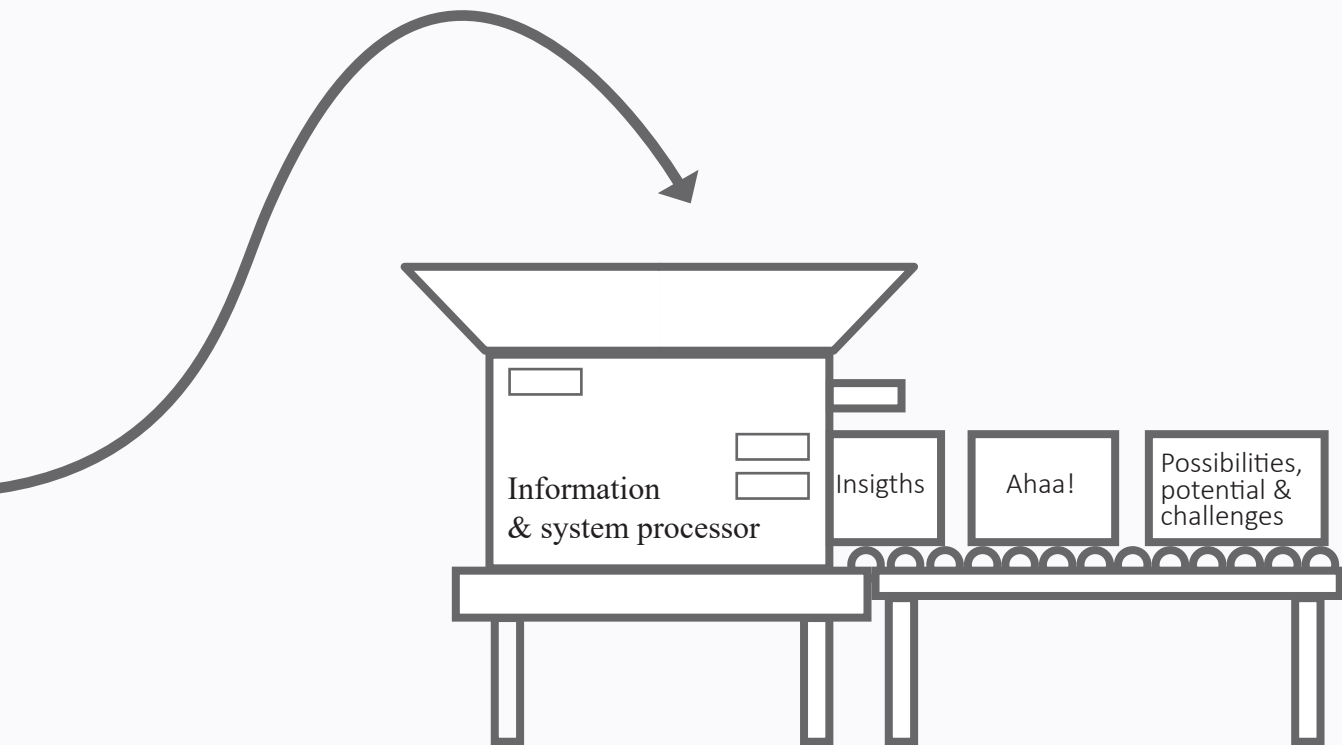 Information
& system processor
Insigths
Ahaa!
Possibilities,
potential &
challenges